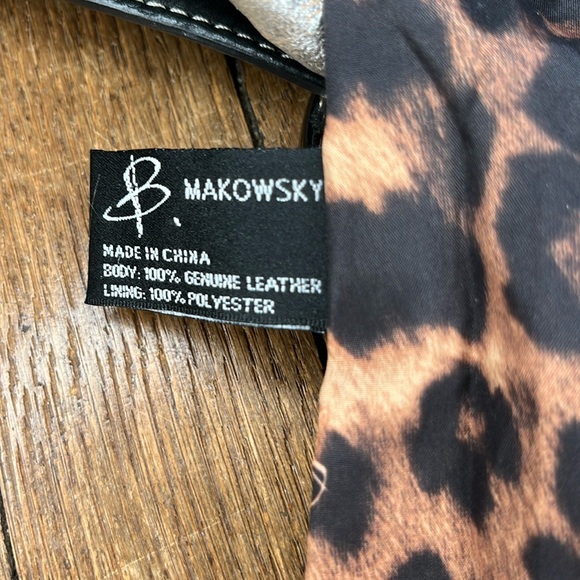 B. MAKOWSKY
MADE IN CHINA
BODY: 100% GENUINE LEATHER
LINING: 100% POLYESTER